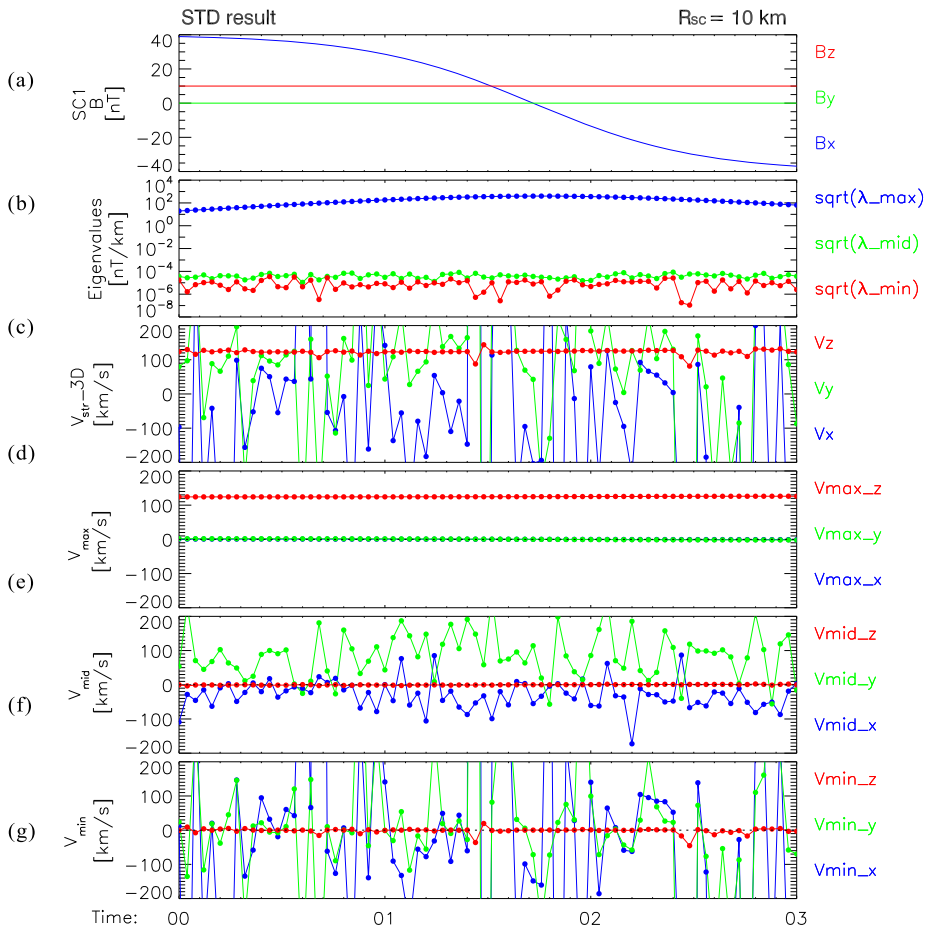 STD result
RSC = 10 km
(a)
SC1
B
[nT]
40
20
0
−20
−40
Bz
By
Bx
(b)
Eigenvalues
[nT/km]
10^4
10^2
10^0
10^−2
10^−4
10^−6
10^−8
sqrt(λ_max)
sqrt(λ_mid)
sqrt(λ_min)
(c)
V_str_3D
[km/s]
200
100
0
−100
−200
Vz
Vy
Vx
(d)
V_max
[km/s]
200
100
0
−100
−200
Vmax_z
Vmax_y
Vmax_x
(e)
V_mid
[km/s]
200
100
0
−100
−200
Vmid_z
Vmid_y
Vmid_x
(f)
V_min
[km/s]
200
100
0
−100
−200
Vmin_z
Vmin_y
Vmin_x
(g)
Time:
00
01
02
03